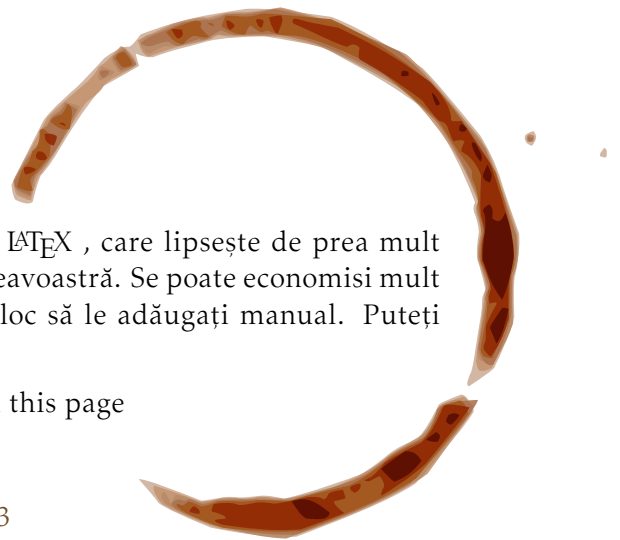 LATEX , care lipsește de prea mult
eavoastră. Se poate economisi mult
loc să le adăugați manual. Puteți
this page
3